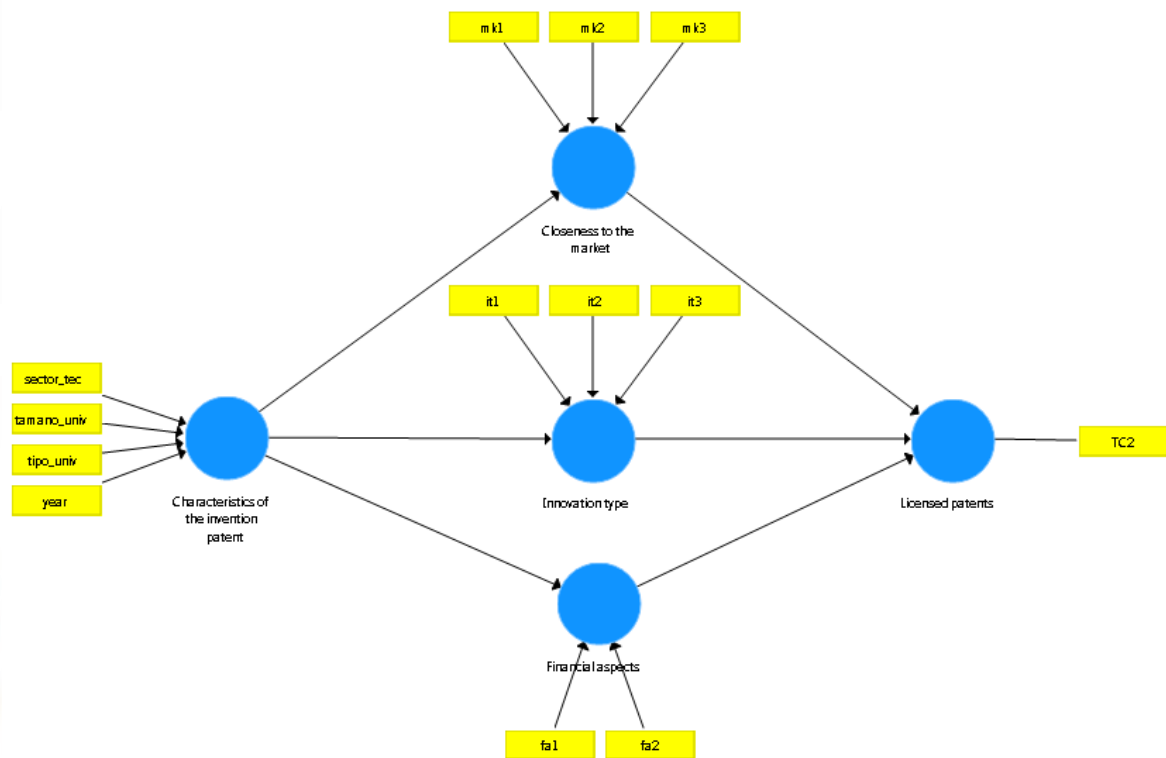 mk1 mk2 mk3
Closeness to the
market
it1 it2 it3
sector_tec
tamano_univ
tipo_univ
year
Characteristics of
the invention
patent
Innovation type
Licensed patents
TC2
Financial aspects
fa1 fa2